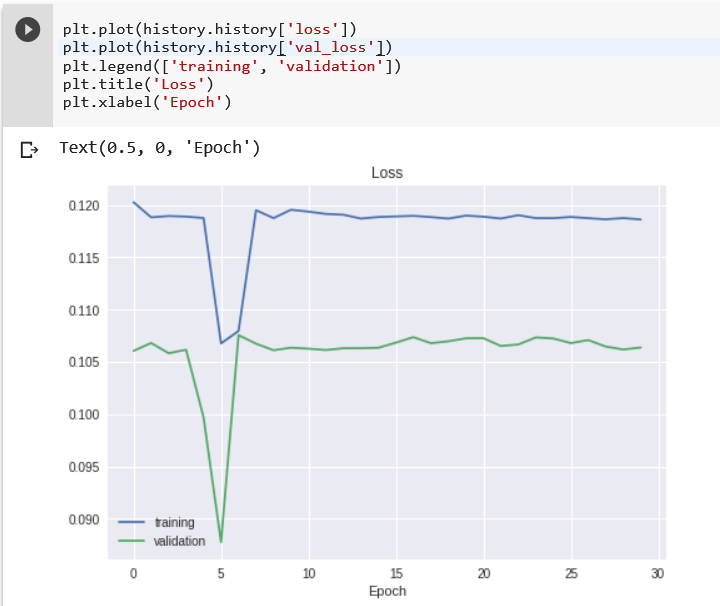 plt.plot(history.history['loss'])
plt.plot(history.history['val_loss'])
plt.legend(['training', 'validation'])
plt.title('Loss')
plt.xlabel('Epoch')
Text(0.5, 0, 'Epoch')
Loss
0.120
0.115
0.110
0.105
0.100
0.095
0.090
training
validation
0 5 10 15 20 25 30
Epoch